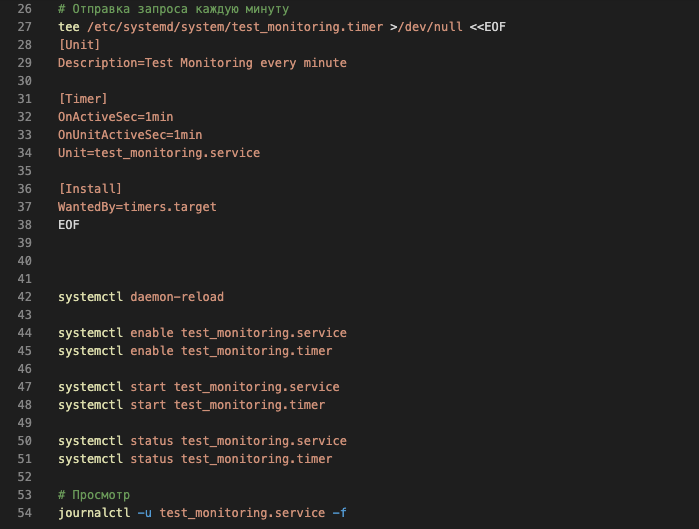 26 # Отправка запроса каждую минуту
27 tee /etc/systemd/system/test_monitoring.timer >/dev/null <<EOF
28 [Unit]
29 Description=Test Monitoring every minute
30
31 [Timer]
32 OnActiveSec=1min
33 OnUnitActiveSec=1min
34 Unit=test_monitoring.service
35
36 [Install]
37 WantedBy=timers.target
38 EOF
39
40
41
42 systemctl daemon-reload
43
44 systemctl enable test_monitoring.service
45 systemctl enable test_monitoring.timer
46
47 systemctl start test_monitoring.service
48 systemctl start test_monitoring.timer
49
50 systemctl status test_monitoring.service
51 systemctl status test_monitoring.timer
52
53 # Просмотр
54 journalctl -u test_monitoring.service -f